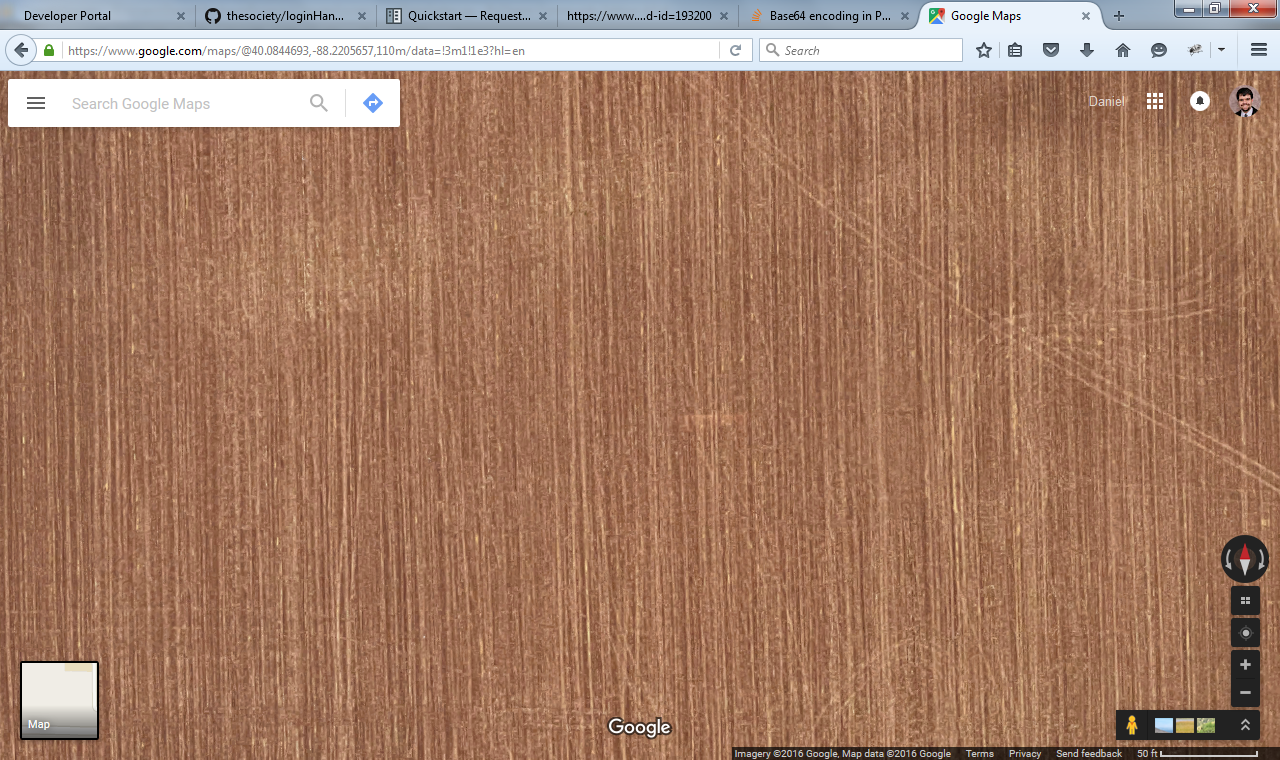 Developer Portal
thesociety/loginHan...
Quickstart — Request...
https://www....d-id=193200
Base64 encoding in P...
Google Maps
https://www.google.com/maps/@40.0844693,-88.2205657,110m/data=!3m1!1e3?hl=en
Search
Search Google Maps
Daniel
Map
Google
Imagery ©2016 Google, Map data ©2016 Google Terms Privacy Send feedback 50 ft